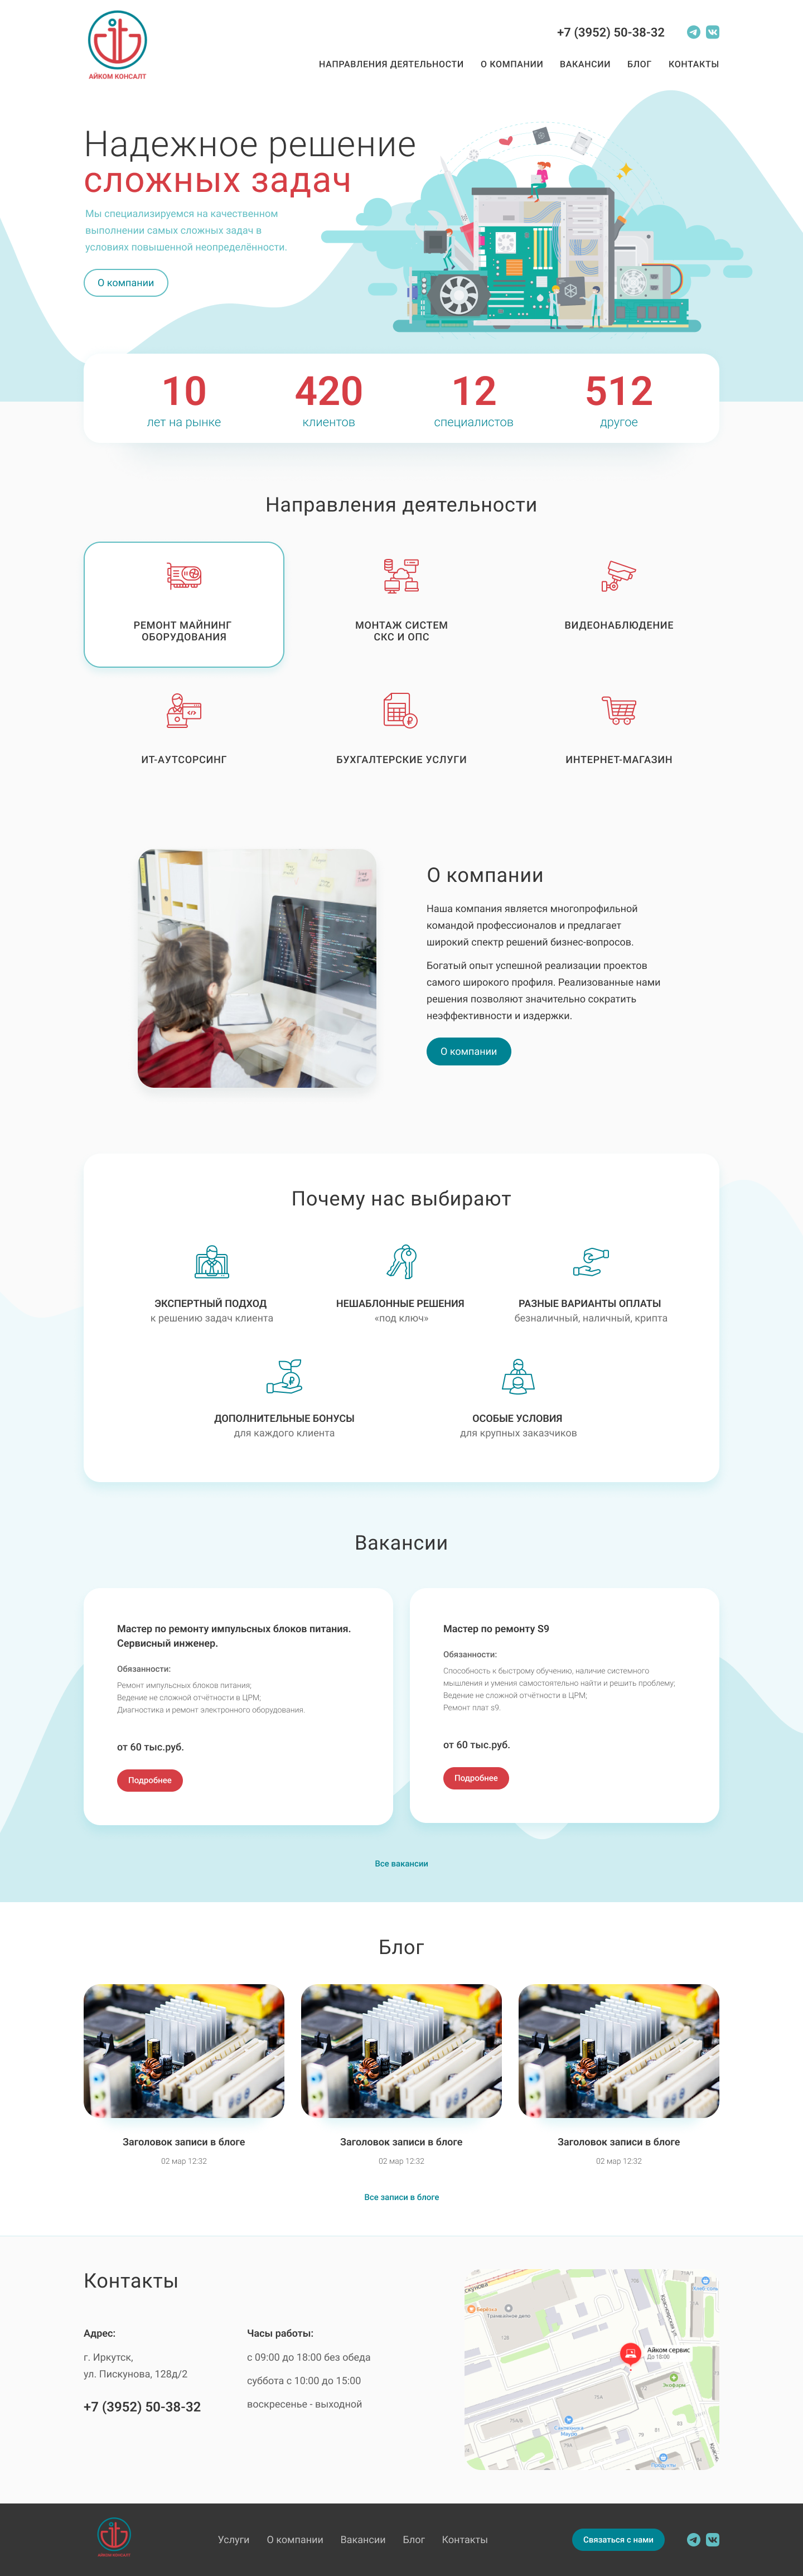 АЙКОМ КОНСАЛТ
+7 (3952) 50-38-32
НАПРАВЛЕНИЯ ДЕЯТЕЛЬНОСТИ О КОМПАНИИ ВАКАНСИИ БЛОГ КОНТАКТЫ
Надежное решение
сложных задач
Мы специализируемся на качественном
выполнении самых сложных задач в
условиях повышенной неопределённости.
О компании
10 420 12 512
лет на рынке клиентов специалистов другое
Направления деятельности
РЕМОНТ МАЙНИНГ
ОБОРУДОВАНИЯ
МОНТАЖ СИСТЕМ
СКС И ОПС
ВИДЕОНАБЛЮДЕНИЕ
ИТ-АУТСОРСИНГ
БУХГАЛТЕРСКИЕ УСЛУГИ
ИНТЕРНЕТ-МАГАЗИН
О компании
Наша компания является многопрофильной
командой профессионалов и предлагает
широкий спектр решений бизнес-вопросов.
Богатый опыт успешной реализации проектов
самого широкого профиля. Реализованные нами
решения позволяют значительно сократить
неэффективности и издержки.
О компании
Почему нас выбирают
ЭКСПЕРТНЫЙ ПОДХОД
к решению задач клиента
НЕШАБЛОННЫЕ РЕШЕНИЯ
«под ключ»
РАЗНЫЕ ВАРИАНТЫ ОПЛАТЫ
безналичный, наличный, крипта
ДОПОЛНИТЕЛЬНЫЕ БОНУСЫ
для каждого клиента
ОСОБЫЕ УСЛОВИЯ
для крупных заказчиков
Вакансии
Мастер по ремонту импульсных блоков питания.
Сервисный инженер.
Обязанности:
Ремонт импульсных блоков питания;
Ведение не сложной отчётности в ЦРМ;
Диагностика и ремонт электронного оборудования.
от 60 тыс.руб.
Подробнее
Мастер по ремонту S9
Обязанности:
Способность к быстрому обучению, наличие системного
мышления и умения самостоятельно найти и решить проблему;
Ведение не сложной отчётности в ЦРМ;
Ремонт плат s9.
от 60 тыс.руб.
Подробнее
Все вакансии
Блог
Заголовок записи в блоге
02 мар 12:32
Заголовок записи в блоге
02 мар 12:32
Заголовок записи в блоге
02 мар 12:32
Все записи в блоге
Контакты
Адрес:
г. Иркутск,
ул. Пискунова, 128д/2
+7 (3952) 50-38-32
Часы работы:
с 09:00 до 18:00 без обеда
суббота с 10:00 до 15:00
воскресенье - выходной
Трамвайное депо
Айком сервис
До 18:00
Экофарм
75А
Услуги О компании Вакансии Блог Контакты
Связаться с нами